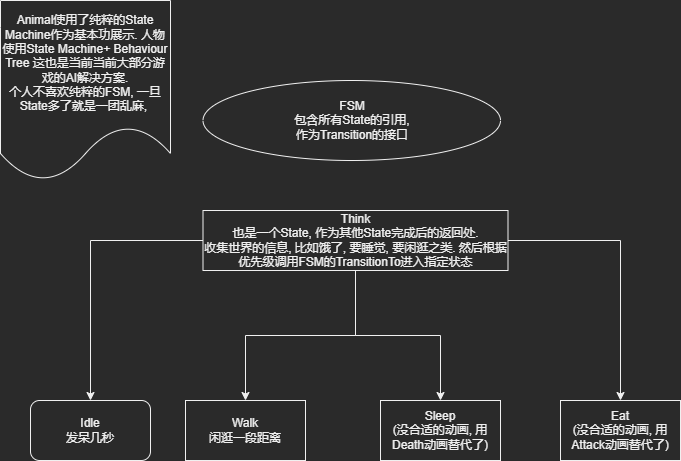 Animal使用了纯粹的State
Machine作为基本功展示. 人物
使用State Machine+ Behaviour
Tree 这也是当前当前大部分游
戏的AI解决方案.
个人不喜欢纯粹的FSM, 一旦
State多了就是一团乱麻,
FSM
包含所有State的引用,
作为Transition的接口
Think
也是一个State, 作为其他State完成后的返回处.
收集世界的信息, 比如饿了, 要睡觉, 要闲逛之类. 然后根据
优先级调用FSM的TransitionTo进入指定状态
Idle
发呆几秒
Walk
闲逛一段距离
Sleep
(没合适的动画, 用
Death动画替代了)
Eat
(没合适的动画, 用
Attack动画替代了)